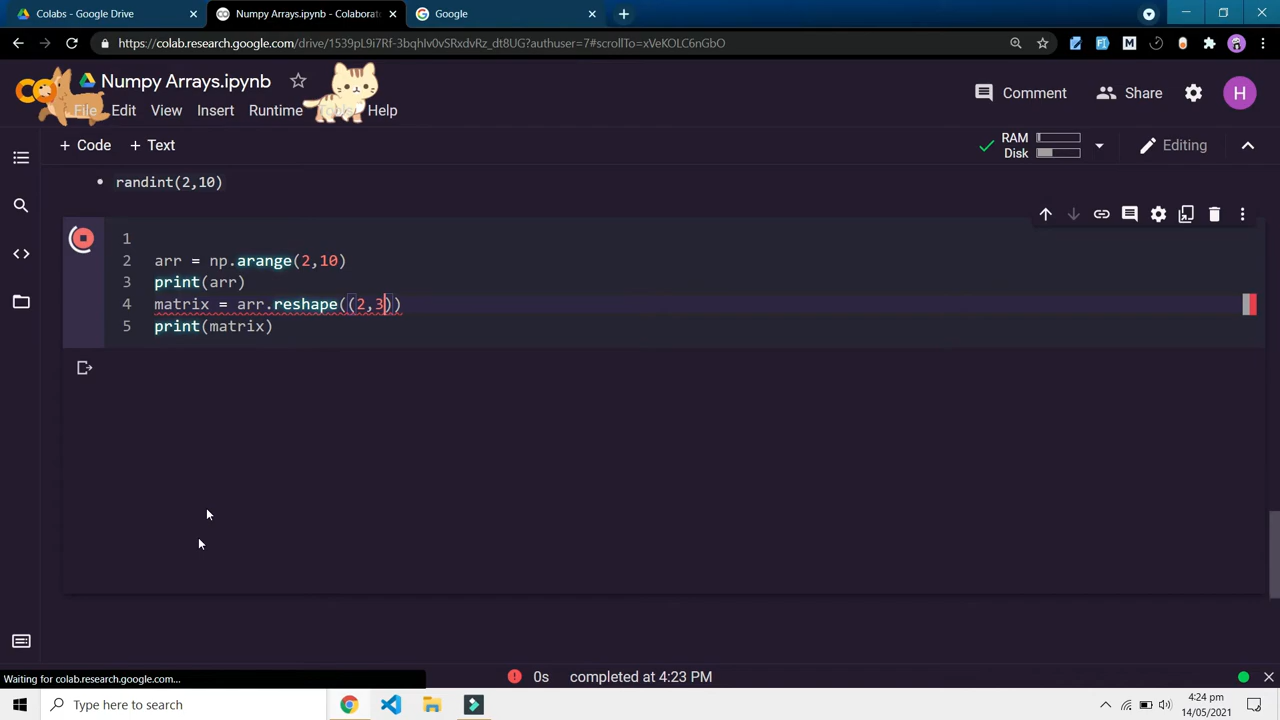 Colabs - Google Drive
Numpy Arrays.ipynb - Colaborato
Google
https://colab.research.google.com/drive/1539pL9i7Rf-3bqhIv0vSRxdvRz_dt8UG?authuser=7#scrollTo=xVeKOLC6nGbO
Numpy Arrays.ipynb
Comment
Share
H
File
Edit
View
Insert
Runtime
Tools
Help
+ Code
+ Text
RAM
Disk
Editing
randint(2,10)
1
2 arr = np.arange(2,10)
3 print(arr)
4 matrix = arr.reshape((2,3))
5 print(matrix)
Waiting for colab.research.google.com...
0s completed at 4:23 PM
Type here to search
4:24 pm
14/05/2021